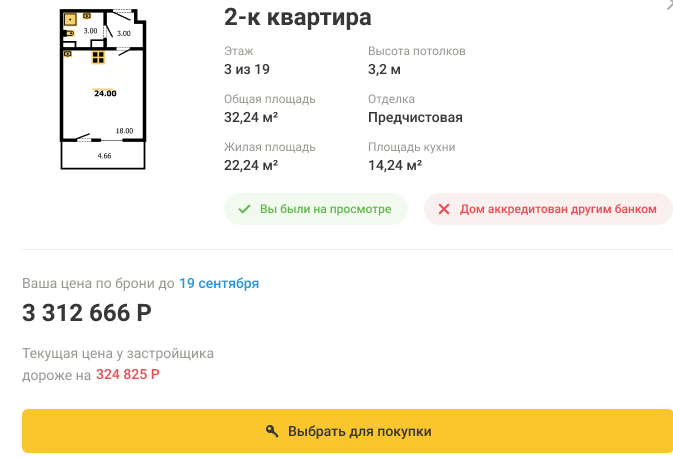 2-к квартира
3.00
3.00
24.00
18.00
4.66
Этаж
Высота потолков
3 из 19
3,2 м
Общая площадь
Отделка
32,24 м²
Предчистовая
Жилая площадь
Площадь кухни
22,24 м²
14,24 м²
Вы были на просмотре
Дом аккредитован другим банком
Ваша цена по брони до 19 сентября
3 312 666 Р
Текущая цена у застройщика
дороже на 324 825 Р
Выбрать для покупки